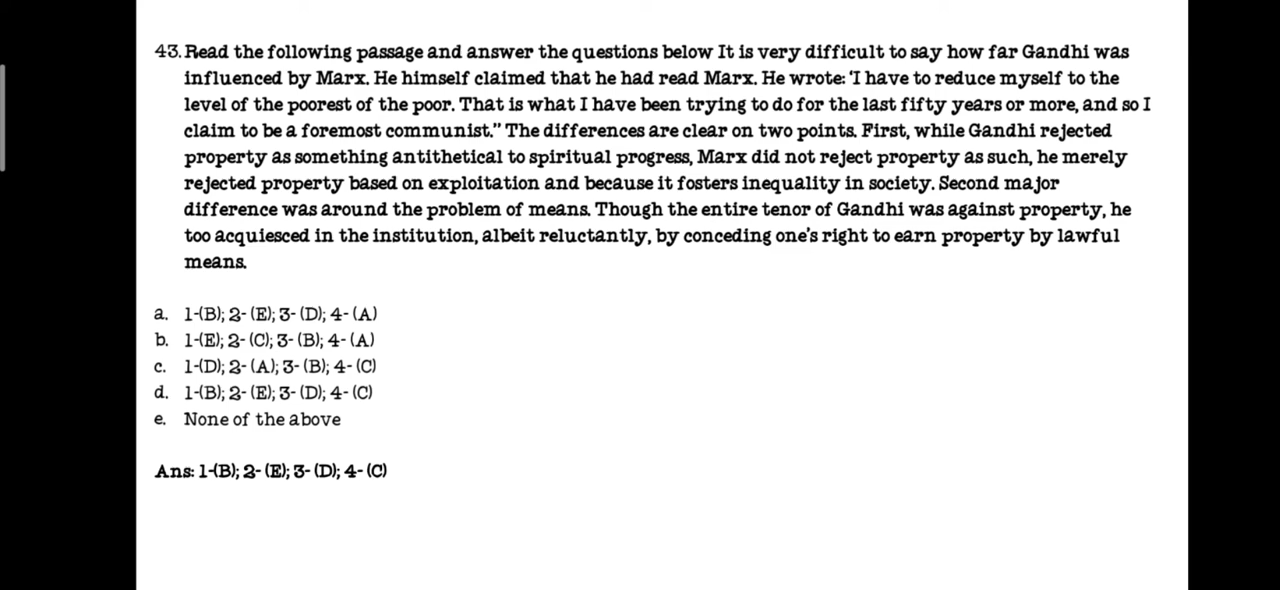 43. Read the following passage and answer the questions below It is very difficult to say how far Gandhi was
influenced by Marx. He himself claimed that he had read Marx. He wrote: 'I have to reduce myself to the
level of the poorest of the poor. That is what I have been trying to do for the last fifty years or more, and so I
claim to be a foremost communist." The differences are clear on two points. First, while Gandhi rejected
property as something antithetical to spiritual progress, Marx did not reject property as such, he merely
rejected property based on exploitation and because it fosters inequality in society. Second major
difference was around the problem of means. Though the entire tenor of Gandhi was against property, he
too acquiesced in the institution, albeit reluctantly, by conceding one's right to earn property by lawful
means.
a. 1-(B); 2- (E); 3- (D); 4- (A)
b. 1-(E); 2- (C); 3- (B); 4- (A)
c. 1-(D); 2- (A); 3- (B); 4- (C)
d. 1-(B); 2- (E); 3- (D); 4- (C)
e. None of the above
Ans: 1-(B); 2- (E); 3- (D); 4- (C)